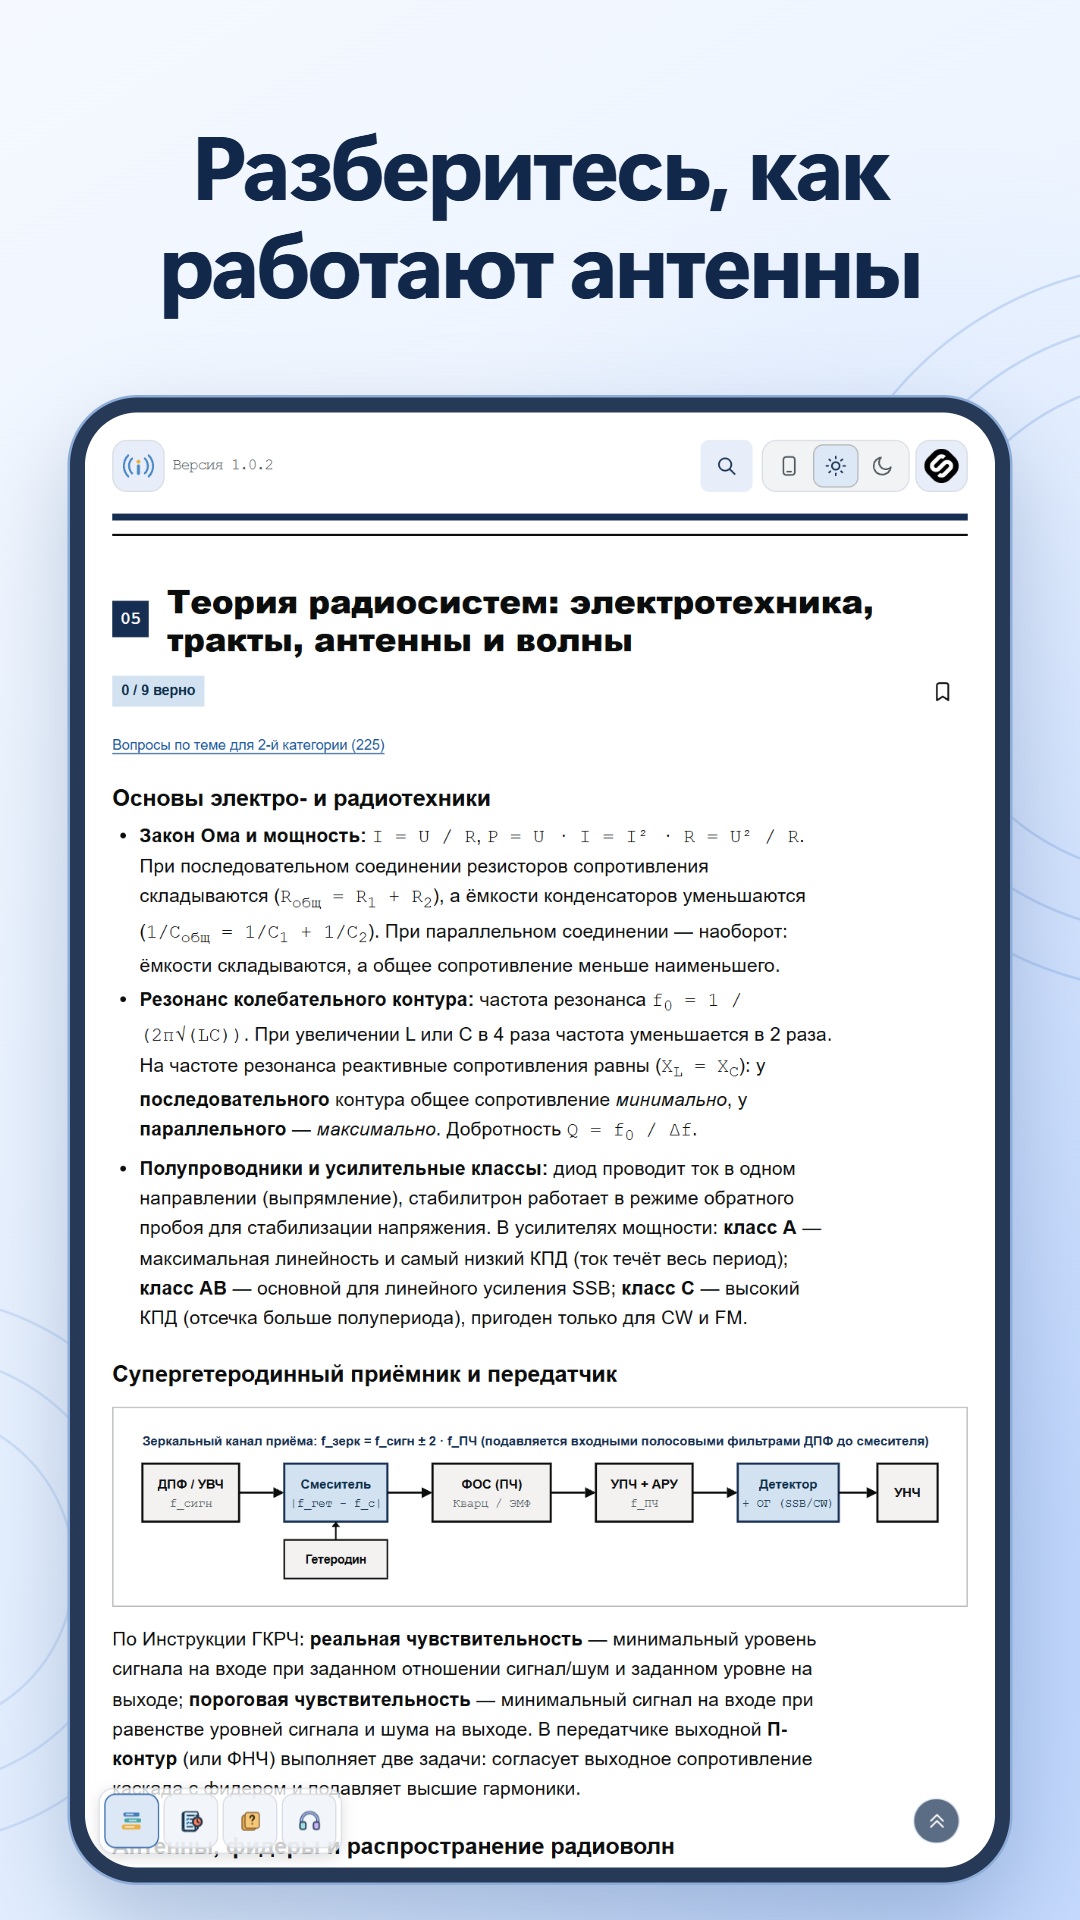 Разберитесь, как
работают антенны
Версия 1.0.2
05
Теория радиосистем: электротехника,
тракты, антенны и волны
0 / 9 верно
Вопросы по теме для 2-й категории (225)
Основы электро- и радиотехники
• Закон Ома и мощность: I = U / R, P = U · I = I² · R = U² / R.
При последовательном соединении резисторов сопротивления
складываются (Rобщ = R1 + R2), а ёмкости конденсаторов уменьшаются
(1/Cобщ = 1/C1 + 1/C2). При параллельном соединении — наоборот:
ёмкости складываются, а общее сопротивление меньше наименьшего.
• Резонанс колебательного контура: частота резонанса f0 = 1 /
(2π√(LC)). При увеличении L или C в 4 раза частота уменьшается в 2 раза.
На частоте резонанса реактивные сопротивления равны (XL = XC): у
последовательного контура общее сопротивление минимально, у
параллельного — максимально. Добротность Q = f0 / Δf.
• Полупроводники и усилительные классы: диод проводит ток в одном
направлении (выпрямление), стабилитрон работает в режиме обратного
пробоя для стабилизации напряжения. В усилителях мощности: класс A —
максимальная линейность и самый низкий КПД (ток течёт весь период);
класс AB — основной для линейного усиления SSB; класс C — высокий
КПД (отсечка больше полупериода), пригоден только для CW и FM.
Супергетеродинный приёмник и передатчик
Зеркальный канал приёма: f_зерк = f_сигн ± 2 · f_ПЧ (подавляется входными полосовыми фильтрами ДПФ до смесителя)
ДПФ / УВЧ
f_сигн
Смеситель
|f_гет − f_с|
ФОС (ПЧ)
Кварц / ЭМФ
УПЧ + АРУ
f_ПЧ
Детектор
+ ОГ (SSB/CW)
УНЧ
Гетеродин
По Инструкции ГКРЧ: реальная чувствительность — минимальный уровень
сигнала на входе при заданном отношении сигнал/шум и заданном уровне на
выходе; пороговая чувствительность — минимальный сигнал на входе при
равенстве уровней сигнала и шума на выходе. В передатчике выходной П-
контур (или ФНЧ) выполняет две задачи: согласует выходное сопротивление
каскада с фидером и подавляет высшие гармоники.
Антенны, фидеры и распространение радиоволн